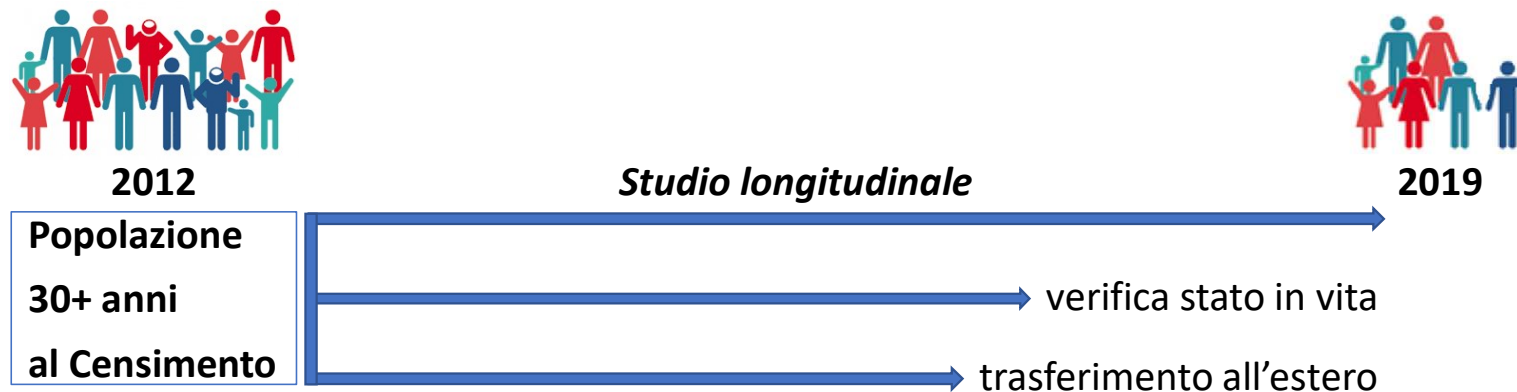 2012
Studio longitudinale
2019
Popolazione
30+ anni
al Censimento
verifica stato in vita
trasferimento all'estero